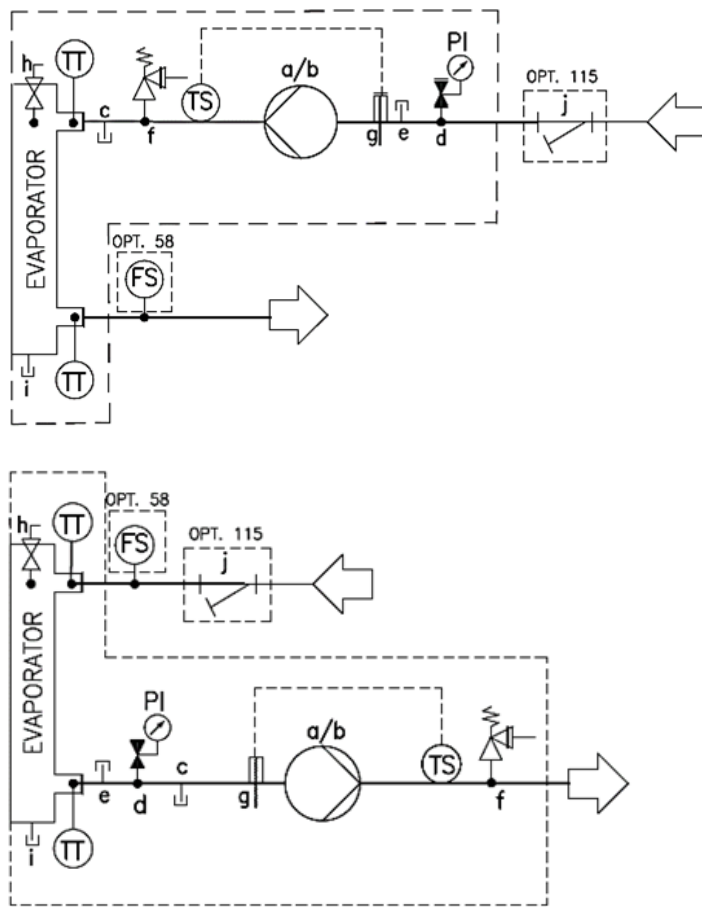 h TT PI OPT. 115
a/b
c TS j
f g e d
EVAPORATOR
OPT. 58
FS
i TT
h TT OPT. 58
FS OPT. 115
j
EVAPORATOR
PI a/b
c TS
e d g f
i TT